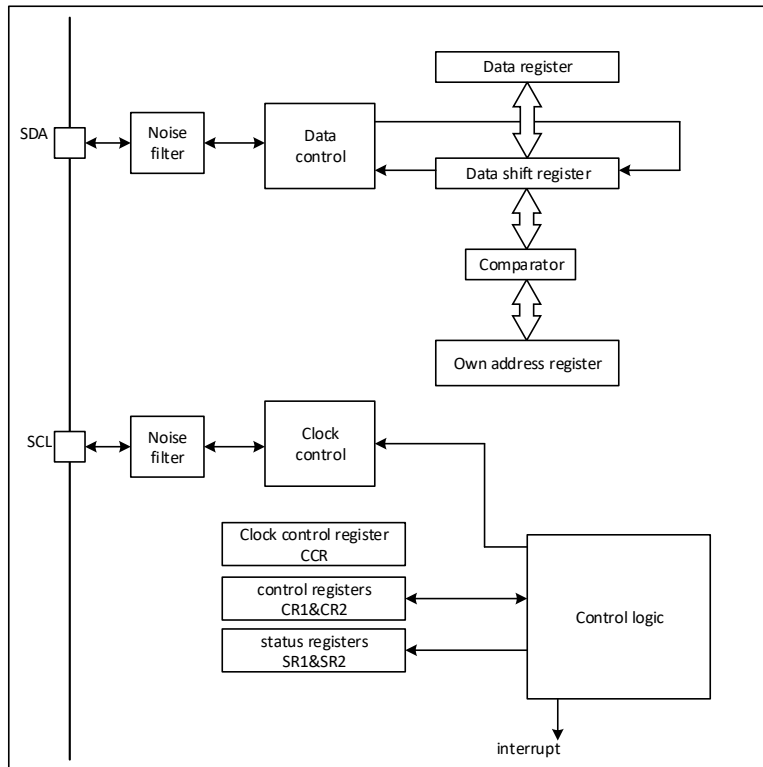 Data register
SDA
Noise
filter
Data
control
Data shift register
Comparator
Own address register
SCL
Noise
filter
Clock
control
Clock control register
CCR
control registers
CR1&CR2
status registers
SR1&SR2
Control logic
interrupt